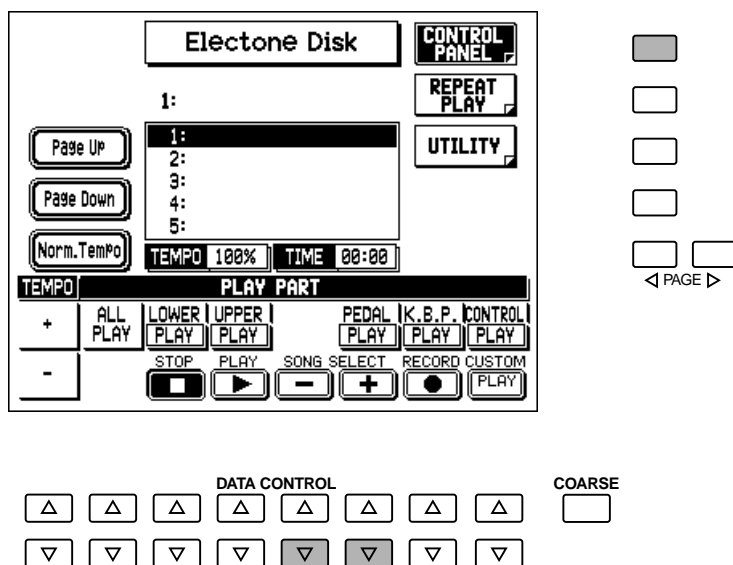 Electone Disk
CONTROL
PANEL
REPEAT
PLAY
UTILITY
1:
Page Up
Page Down
Norm.Tempo
1:
2:
3:
4:
5:
TEMPO 100% TIME 00:00
PAGE
TEMPO PLAY PART
+
-
ALL
PLAY
LOWER
PLAY
UPPER
PLAY
PEDAL
PLAY
K.B.P.
PLAY
CONTROL
PLAY
STOP PLAY SONG SELECT RECORD CUSTOM
PLAY
DATA CONTROL COARSE